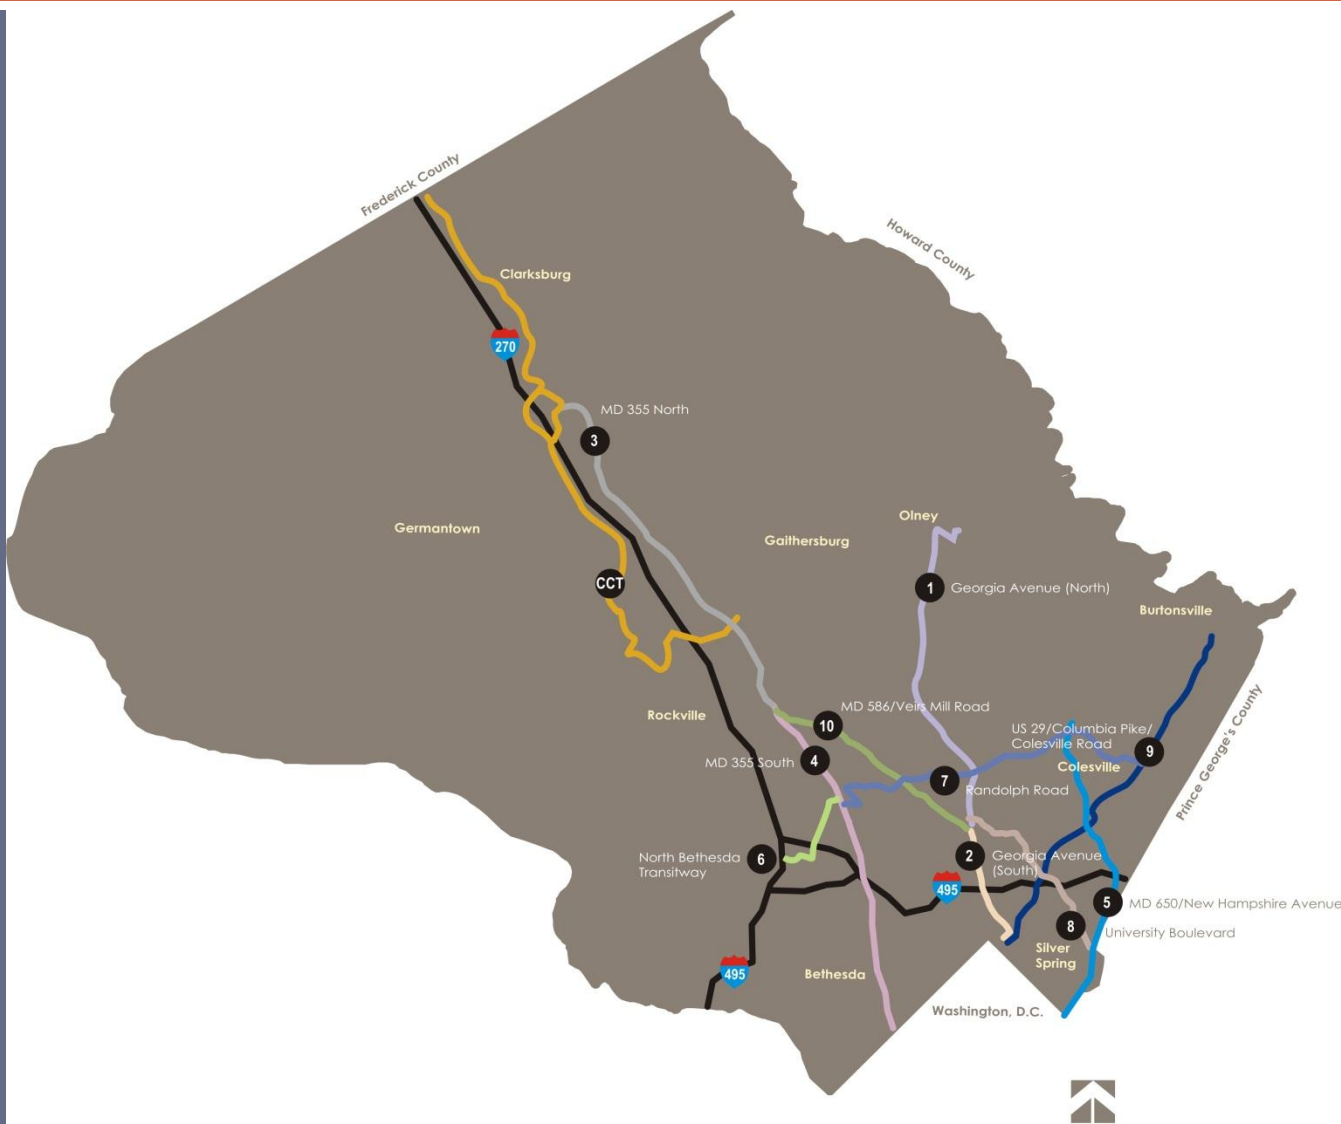 Frederick County
Howard County
Clarksburg
270
MD 355 North
3
Olney
Germantown
Gaithersburg
CCT
1
Georgia Avenue (North)
Burtonsville
Prince George's County
Rockville
MD 586/Veirs Mill Road
10
US 29/Columbia Pike/
Colesville Road
9
MD 355 South
4
Colesville
7
Randolph Road
North Bethesda
Transitway
6
2
Georgia Avenue
(South)
495
5
MD 650/New Hampshire Avenue
8
University Boulevard
Silver
Spring
495
Bethesda
Washington, D.C.